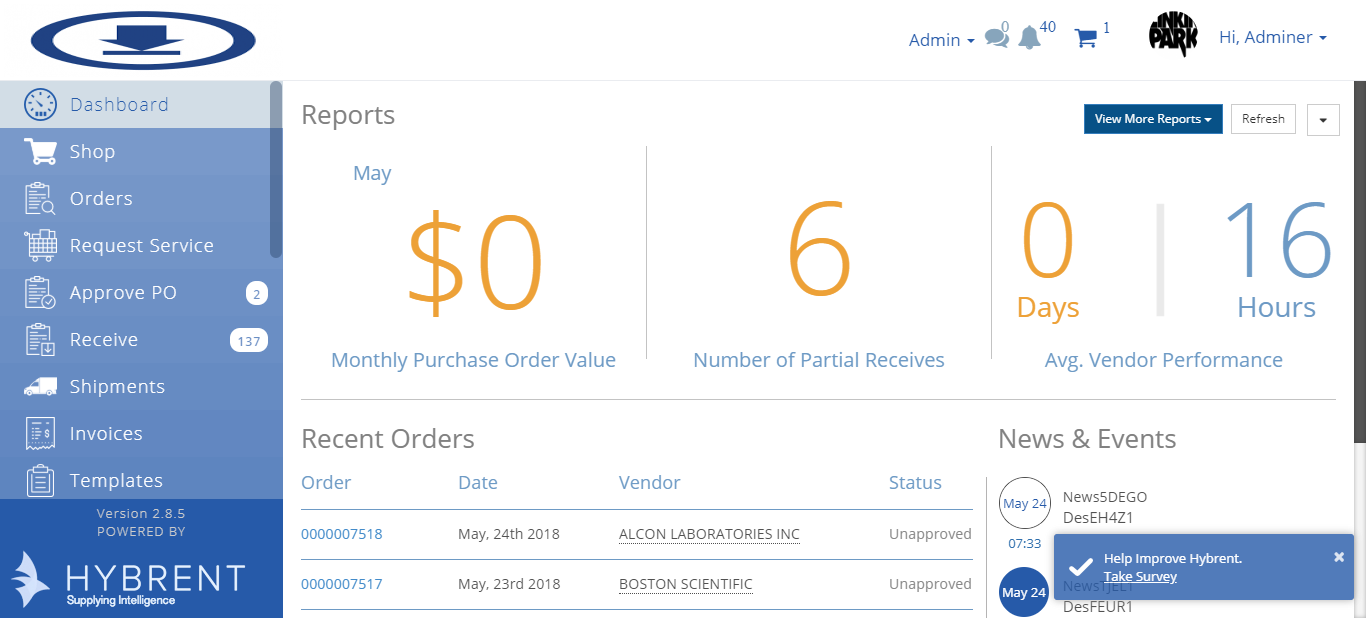 Admin
0
40
1
LINKIN
PARK
Hi, Adminer
Dashboard
Shop
Orders
Request Service
Approve PO 2
Receive 137
Shipments
Invoices
Templates
Version 2.8.5
POWERED BY
HYBRENT
Supplying Intelligence
Reports
View More Reports
Refresh
May
$0
Monthly Purchase Order Value
6
Number of Partial Receives
0 16
Days Hours
Avg. Vendor Performance
Recent Orders
Order Date Vendor Status
0000007518 May, 24th 2018 ALCON LABORATORIES INC Unapproved
0000007517 May, 23rd 2018 BOSTON SCIENTIFIC Unapproved
News & Events
May 24
News5DEGO
DesEH4Z1
07:33
May 24
News1JEL1
DesFEUR1
Help Improve Hybrent.
Take Survey
×